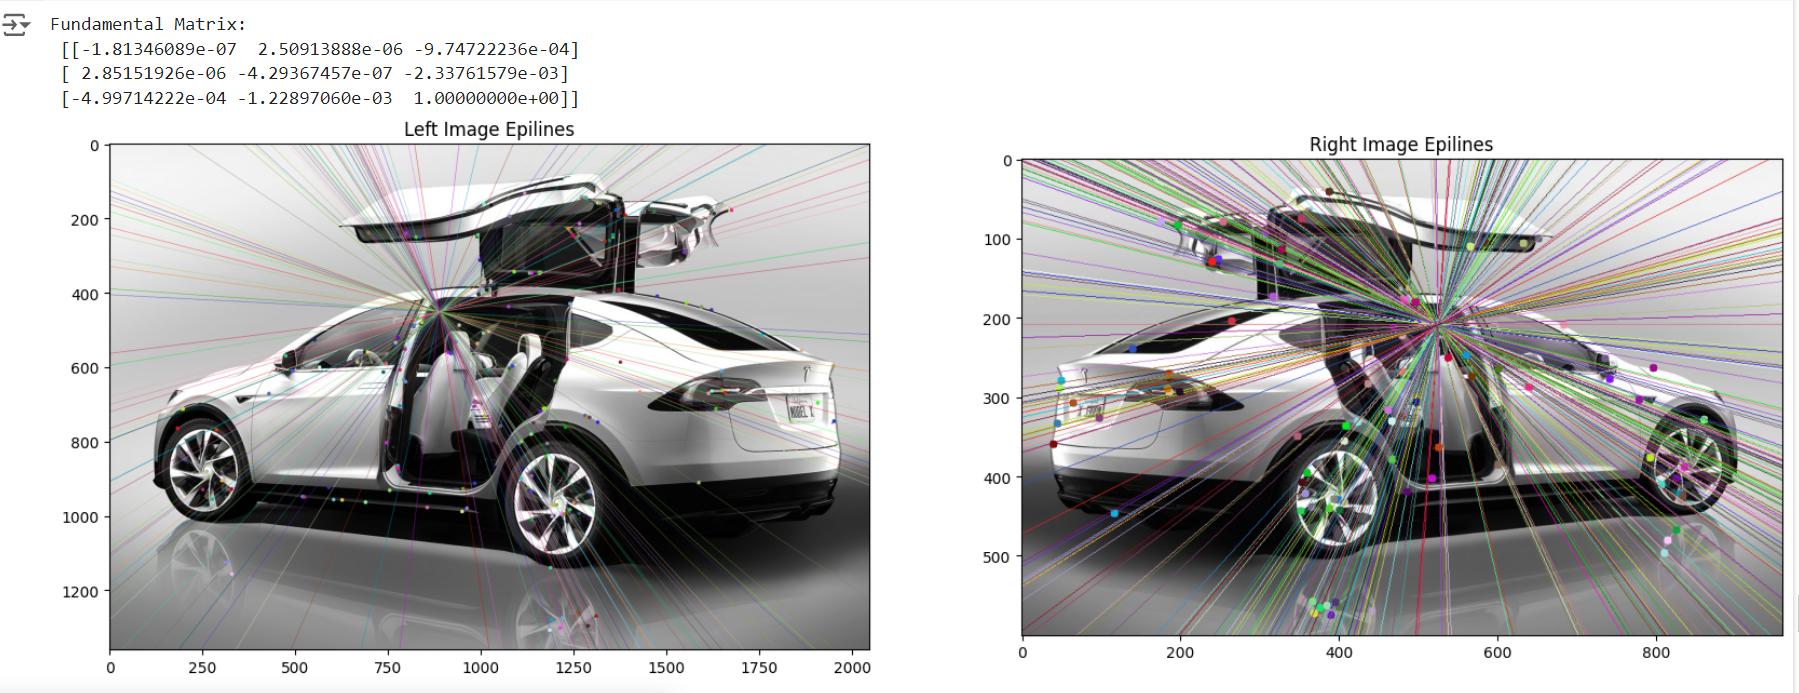 Fundamental Matrix:
[[-1.81346089e-07 2.50913888e-06 -9.74722236e-04]
[ 2.85151926e-06 -4.29367457e-07 -2.33761579e-03]
[-4.99714222e-04 -1.22897060e-03 1.00000000e+00]]
Left Image Epilines
0
200
400
600
800
1000
1200
0 250 500 750 1000 1250 1500 1750 2000
MODEL X
Right Image Epilines
0
100
200
300
400
500
0 200 400 600 800